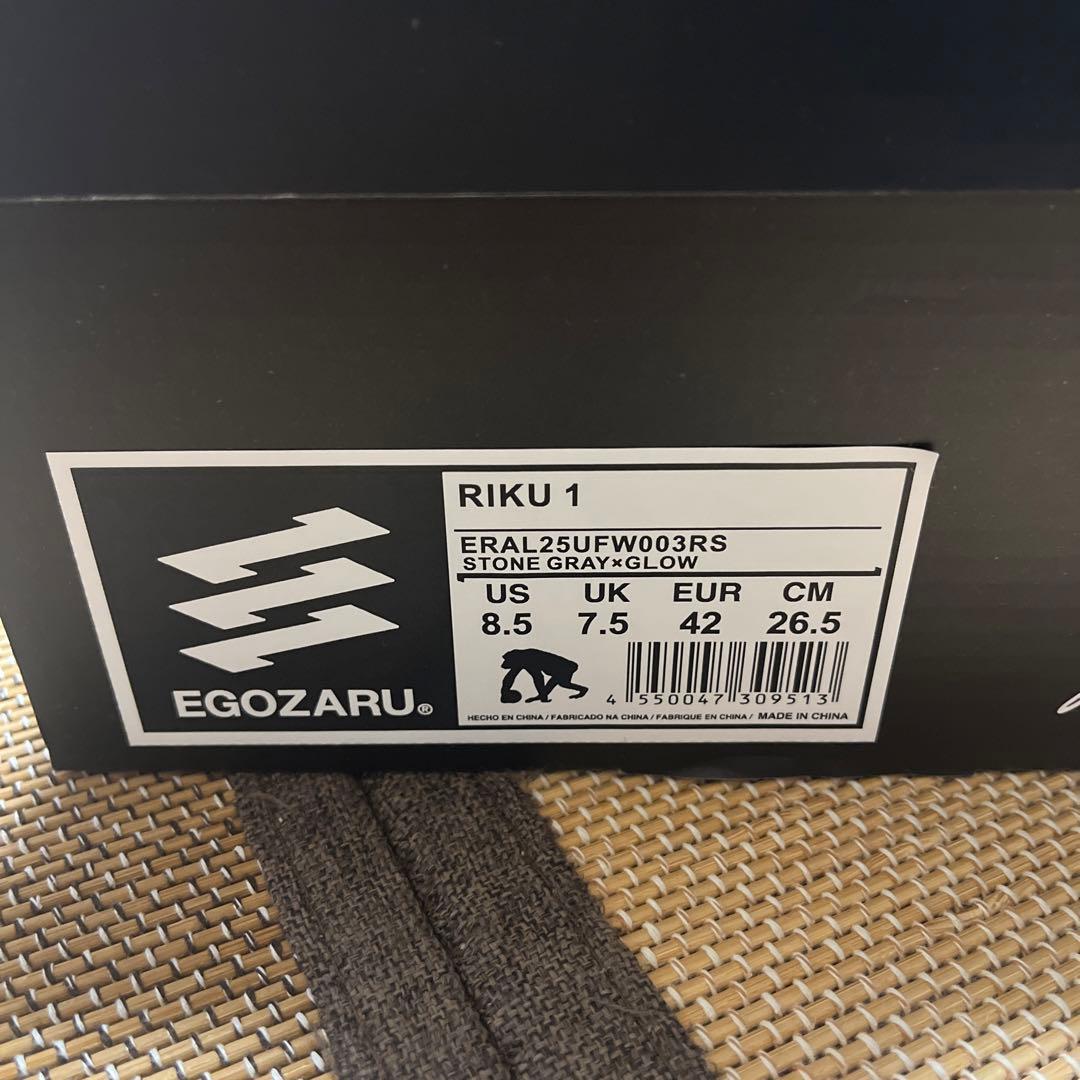 RIKU 1
ERAL25UFW003RS
STONE GRAY×GLOW
US UK EUR CM
8.5 7.5 42 26.5
4 550047 309513
HECHO EN CHINA / FABRICADO NA CHINA / FABRIQUE EN CHINA / MADE IN CHINA
EGOZARU®